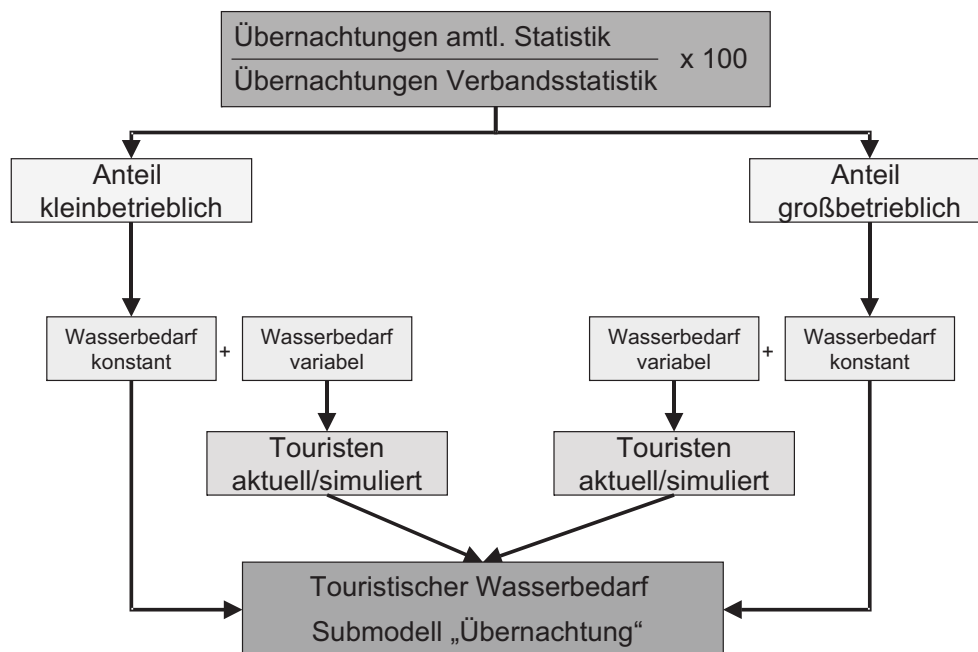 Übernachtungen amtl. Statistik
Übernachtungen Verbandsstatistik
x 100
Anteil
kleinbetrieblich
Anteil
großbetrieblich
Wasserbedarf
konstant
+
Wasserbedarf
variabel
Wasserbedarf
variabel
+
Wasserbedarf
konstant
Touristen
aktuell/simuliert
Touristen
aktuell/simuliert
Touristischer Wasserbedarf
Submodell „Übernachtung“